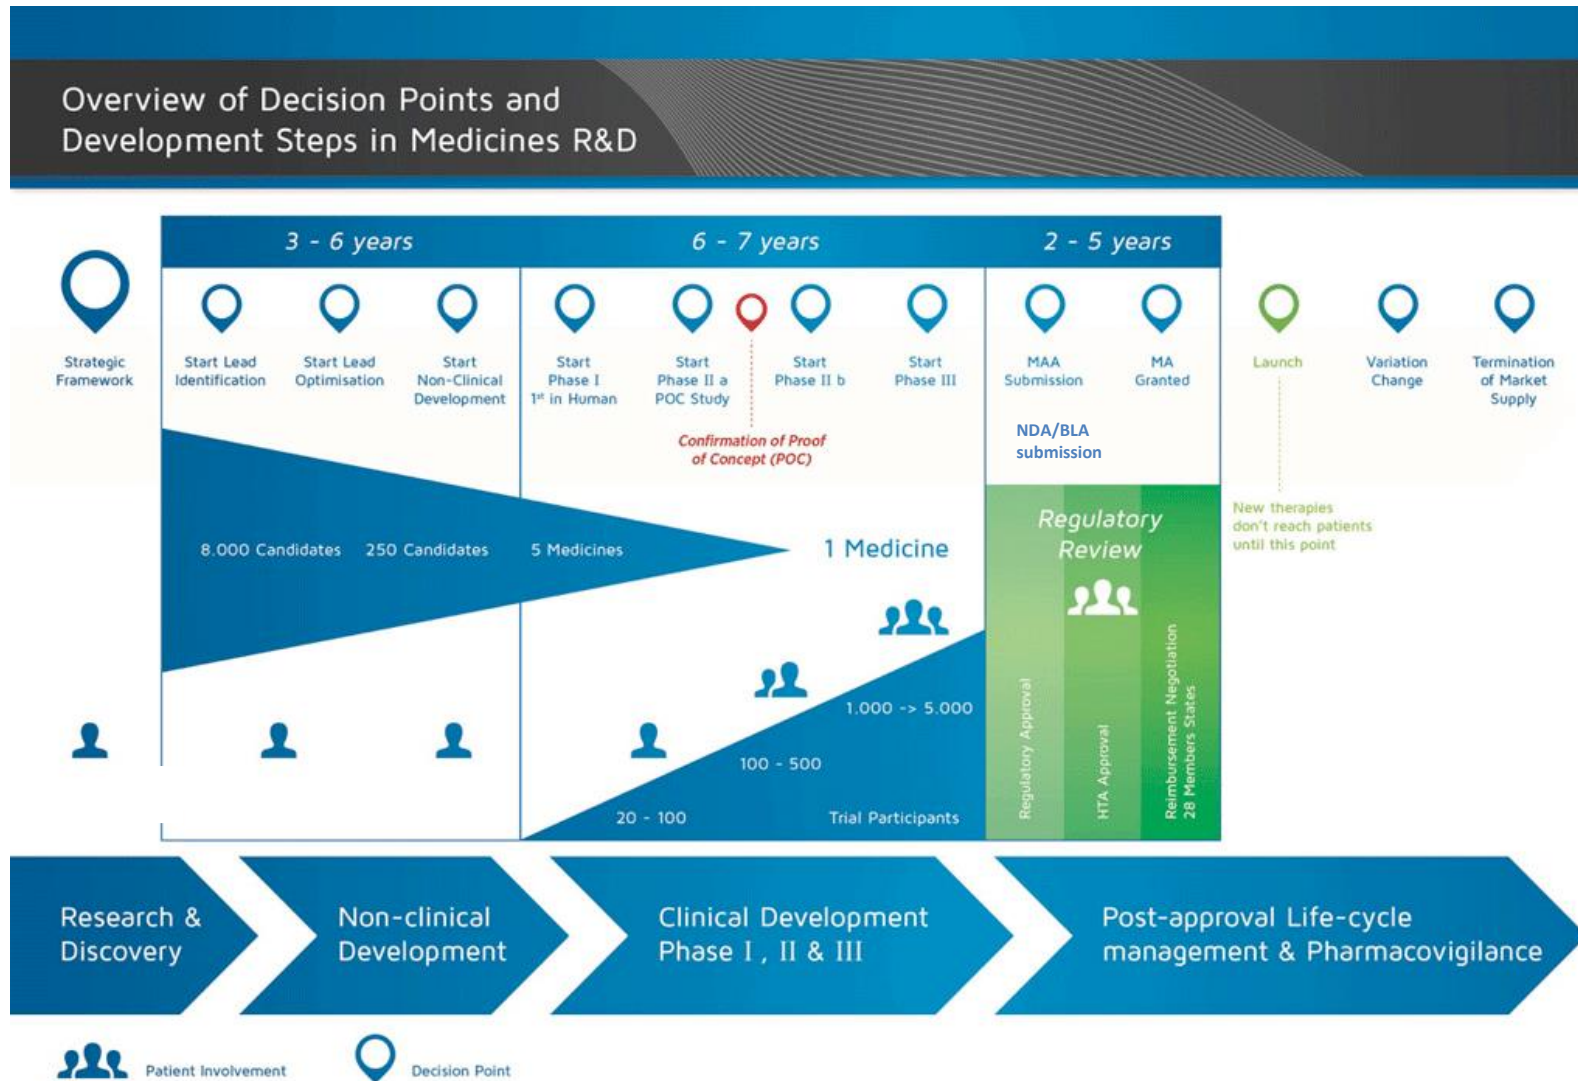 Overview of Decision Points and
Development Steps in Medicines R&D
3 - 6 years
6 - 7 years
2 - 5 years
Strategic
Framework
Start Lead
Identification
Start Lead
Optimisation
Start
Non-Clinical
Development
Start
Phase I
1st in Human
Start
Phase II a
POC Study
Start
Phase II b
Start
Phase III
MAA
Submission
MA
Granted
Launch
Variation
Change
Termination
of Market
Supply
Confirmation of Proof
of Concept (POC)
NDA/BLA
submission
New therapies
don't reach patients
until this point
8.000 Candidates
250 Candidates
5 Medicines
1 Medicine
Regulatory
Review
20 - 100
100 - 500
1.000 -> 5.000
Trial Participants
Regulatory Approval
HTA Approval
Reimbursement Negotiation
28 Members States
Research &
Discovery
Non-clinical
Development
Clinical Development
Phase I , II & III
Post-approval Life-cycle
management & Pharmacovigilance
Patient Involvement
Decision Point